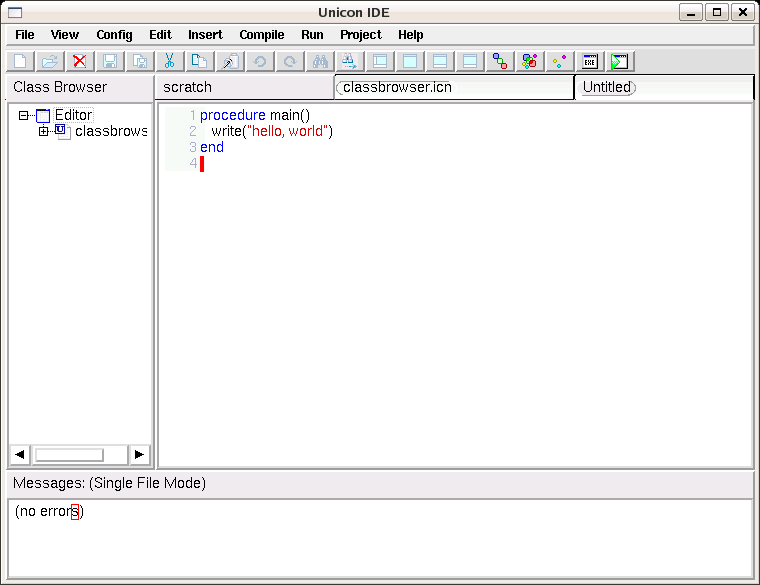 Unicon IDE
File View Config Edit Insert Compile Run Project Help
EXE
Class Browser scratch classbrowser.icn Untitled
Editor
U classbrows
1 procedure main()
2 write("hello, world")
3 end
4
Messages: (Single File Mode)
(no errors)